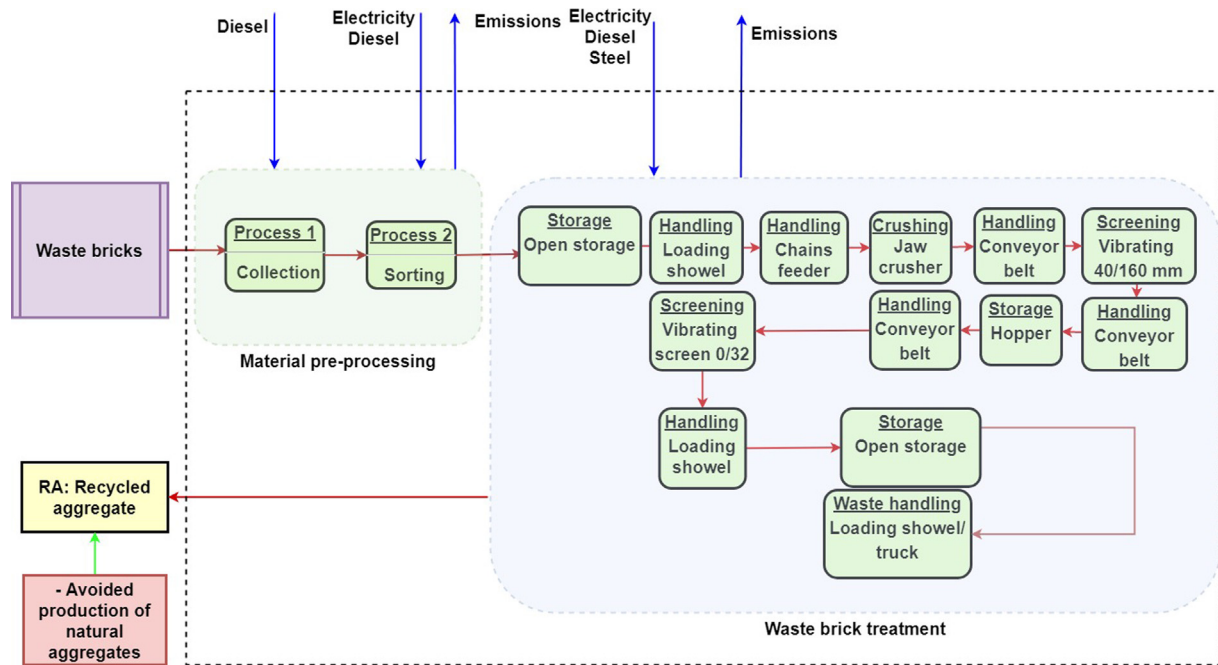 Diesel
Electricity
Diesel
Emissions
Electricity
Diesel
Steel
Emissions
Waste bricks
Process 1
Collection
Process 2
Sorting
Material pre-processing
Storage
Open storage
Handling
Loading
showel
Handling
Chains
feeder
Crushing
Jaw
crusher
Handling
Conveyor
belt
Screening
Vibrating
40/160 mm
Handling
Conveyor
belt
Storage
Hopper
Handling
Conveyor
belt
Screening
Vibrating
screen 0/32
Handling
Loading
showel
Storage
Open storage
Waste handling
Loading showel/
truck
Waste brick treatment
RA: Recycled
aggregate
- Avoided
production of
natural
aggregates